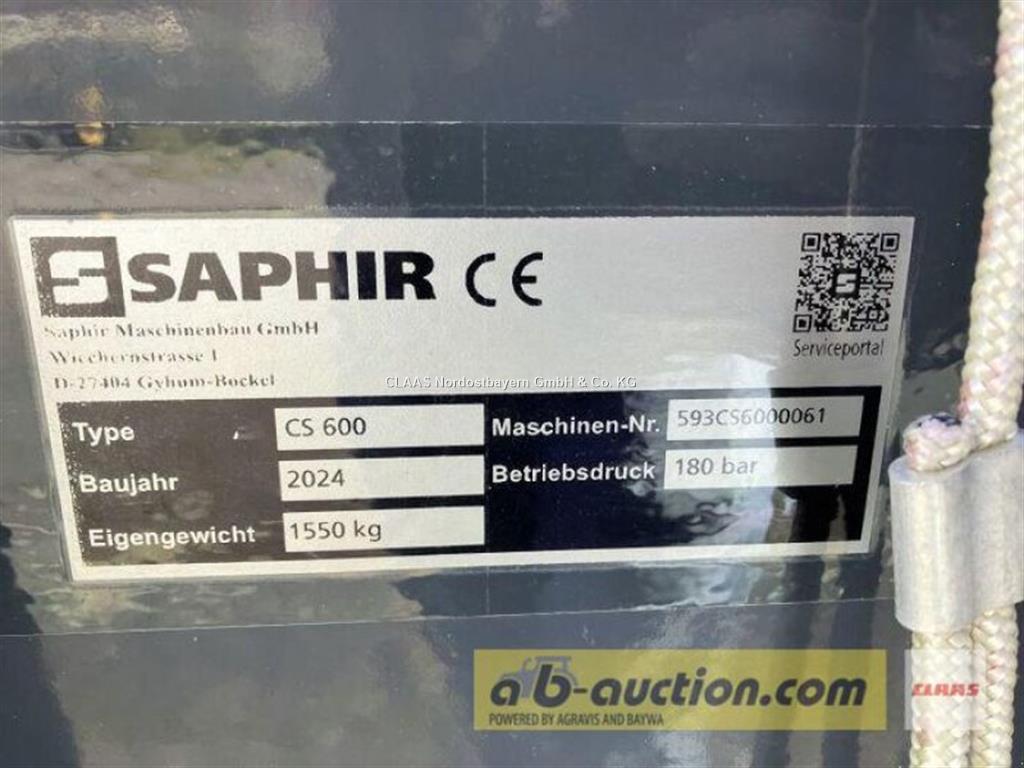 SAPHIR CE
Saphir Maschinenbau GmbH
Wiechernstrasse 1
D-27404 Gyhum-Bockel
Serviceportal
CLAAS Nordostbayern GmbH & Co. KG
Type CS 600 Maschinen-Nr. 593CS6000061
Baujahr 2024 Betriebsdruck 180 bar
Eigengewicht 1550 kg
ab-auction.com
POWERED BY AGRAVIS AND BAYWA
CLAAS